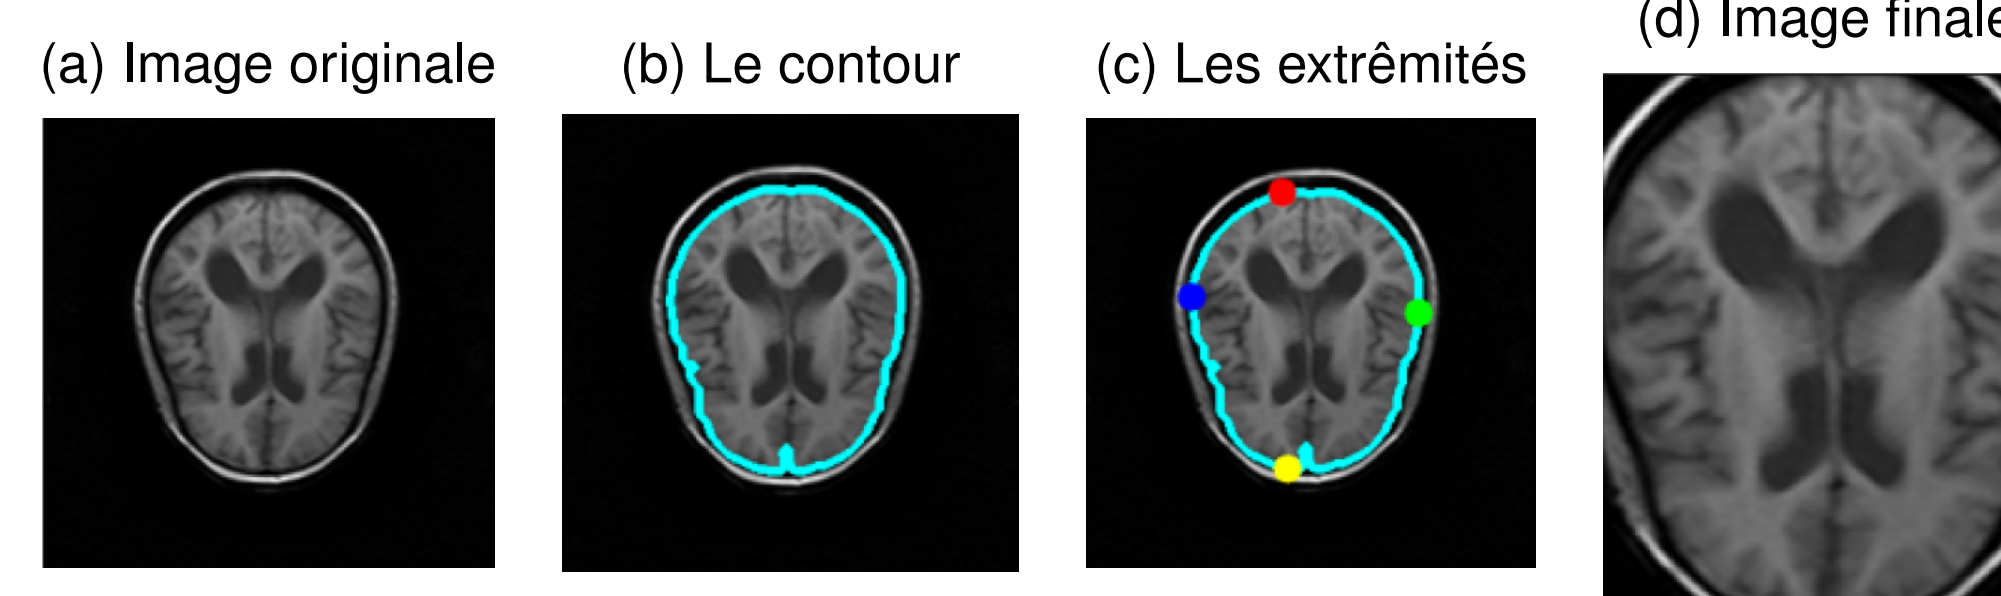 (a) Image originale
(b) Le contour
(c) Les extrêmités
(d) Image finale